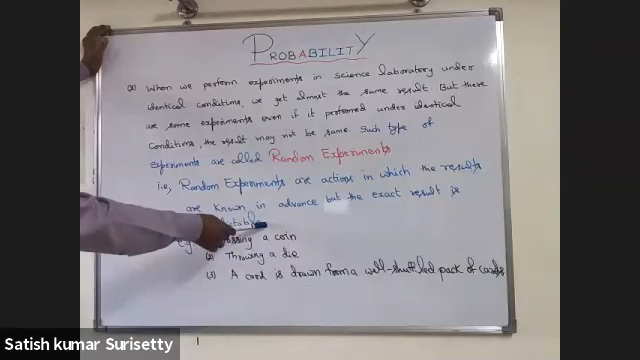 PROBABILITY
(a) When we perform experiments in science laboratory under
identical conditions, we get almost the same result. But there
are some experiments even if it performed under identical
conditions, the result may not be same. Such type of
experiments are called Random Experiments.
i.e, Random Experiments are actions in which the results
are known in advance but the exact result is
eg
Tossing a coin
(2) Throwing a die
(3) A card is drawn from a well-shuffled pack of cards
Satish kumar Surisetty